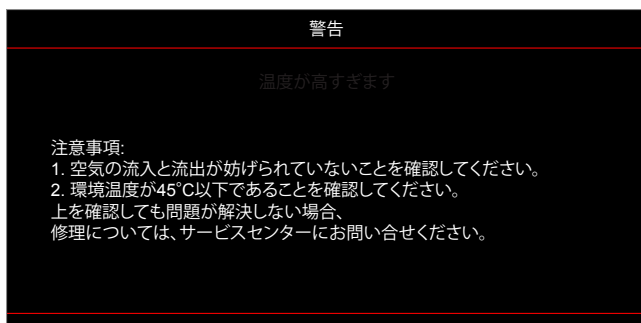 警告
温度が高すぎます
注意事項:
1. 空気の流入と流出が妨げられていないことを確認してください。
2. 環境温度が45°C以下であることを確認してください。
上を確認しても問題が解決しない場合、
修理については、サービスセンターにお問い合せください。